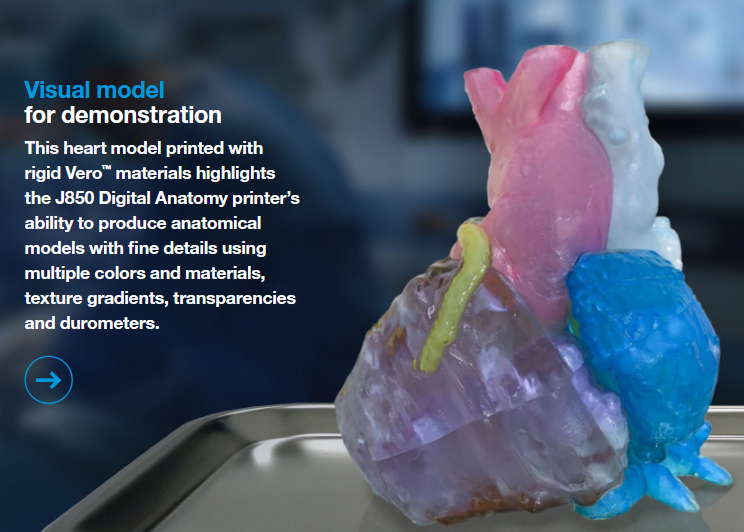 Visual model
for demonstration
This heart model printed with
rigid Vero™ materials highlights
the J850 Digital Anatomy printer's
ability to produce anatomical
models with fine details using
multiple colors and materials,
texture gradients, transparencies
and durometers.